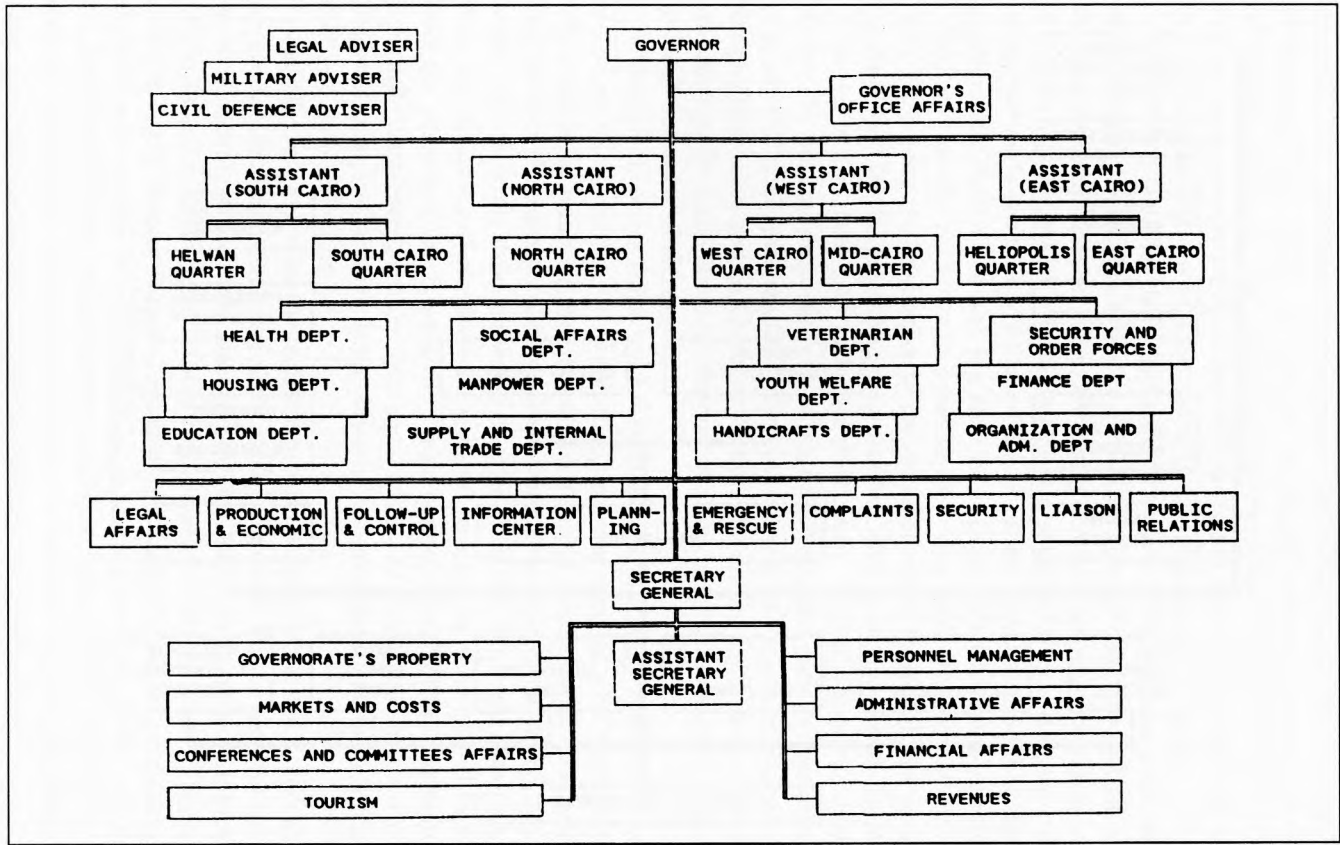 LEGAL ADVISER
MILITARY ADVISER
CIVIL DEFENCE ADVISER
GOVERNOR
GOVERNOR'S
OFFICE AFFAIRS
ASSISTANT
(SOUTH CAIRO)
ASSISTANT
(NORTH CAIRO)
ASSISTANT
(WEST CAIRO)
ASSISTANT
(EAST CAIRO)
HELWAN
QUARTER
SOUTH CAIRO
QUARTER
NORTH CAIRO
QUARTER
WEST CAIRO
QUARTER
MID-CAIRO
QUARTER
HELIOPOLIS
QUARTER
EAST CAIRO
QUARTER
HEALTH DEPT.
HOUSING DEPT.
EDUCATION DEPT.
SOCIAL AFFAIRS
DEPT.
MANPOWER DEPT.
SUPPLY AND INTERNAL
TRADE DEPT.
VETERINARIAN
DEPT.
YOUTH WELFARE
DEPT.
HANDICRAFTS DEPT.
SECURITY AND
ORDER FORCES
FINANCE DEPT
ORGANIZATION AND
ADM. DEPT
LEGAL
AFFAIRS
PRODUCTION
& ECONOMIC
FOLLOW-UP
& CONTROL
INFORMATION
CENTER.
PLANN-
ING
EMERGENCY
& RESCUE
COMPLAINTS
SECURITY
LIAISON
PUBLIC
RELATIONS
SECRETARY
GENERAL
ASSISTANT
SECRETARY
GENERAL
GOVERNORATE'S PROPERTY
MARKETS AND COSTS
CONFERENCES AND COMMITTEES AFFAIRS
TOURISM
PERSONNEL MANAGEMENT
ADMINISTRATIVE AFFAIRS
FINANCIAL AFFAIRS
REVENUES